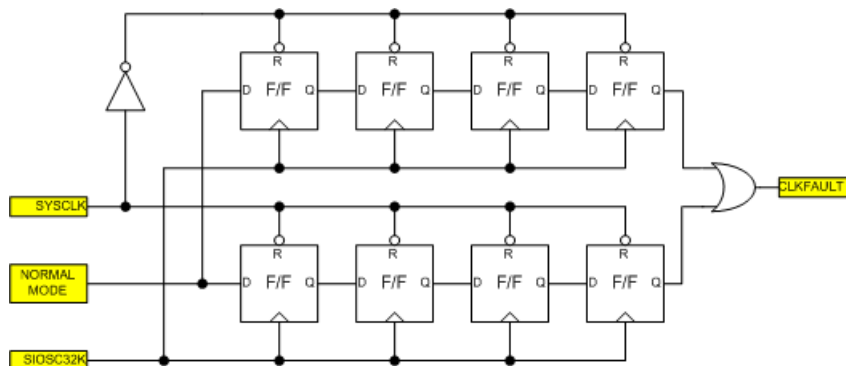 R R R R
D F/F Q D F/F Q D F/F Q D F/F Q
CLKFAULT
SYSCLK
R R R R
NORMAL
MODE
D F/F Q D F/F Q D F/F Q D F/F Q
SIOSC32K